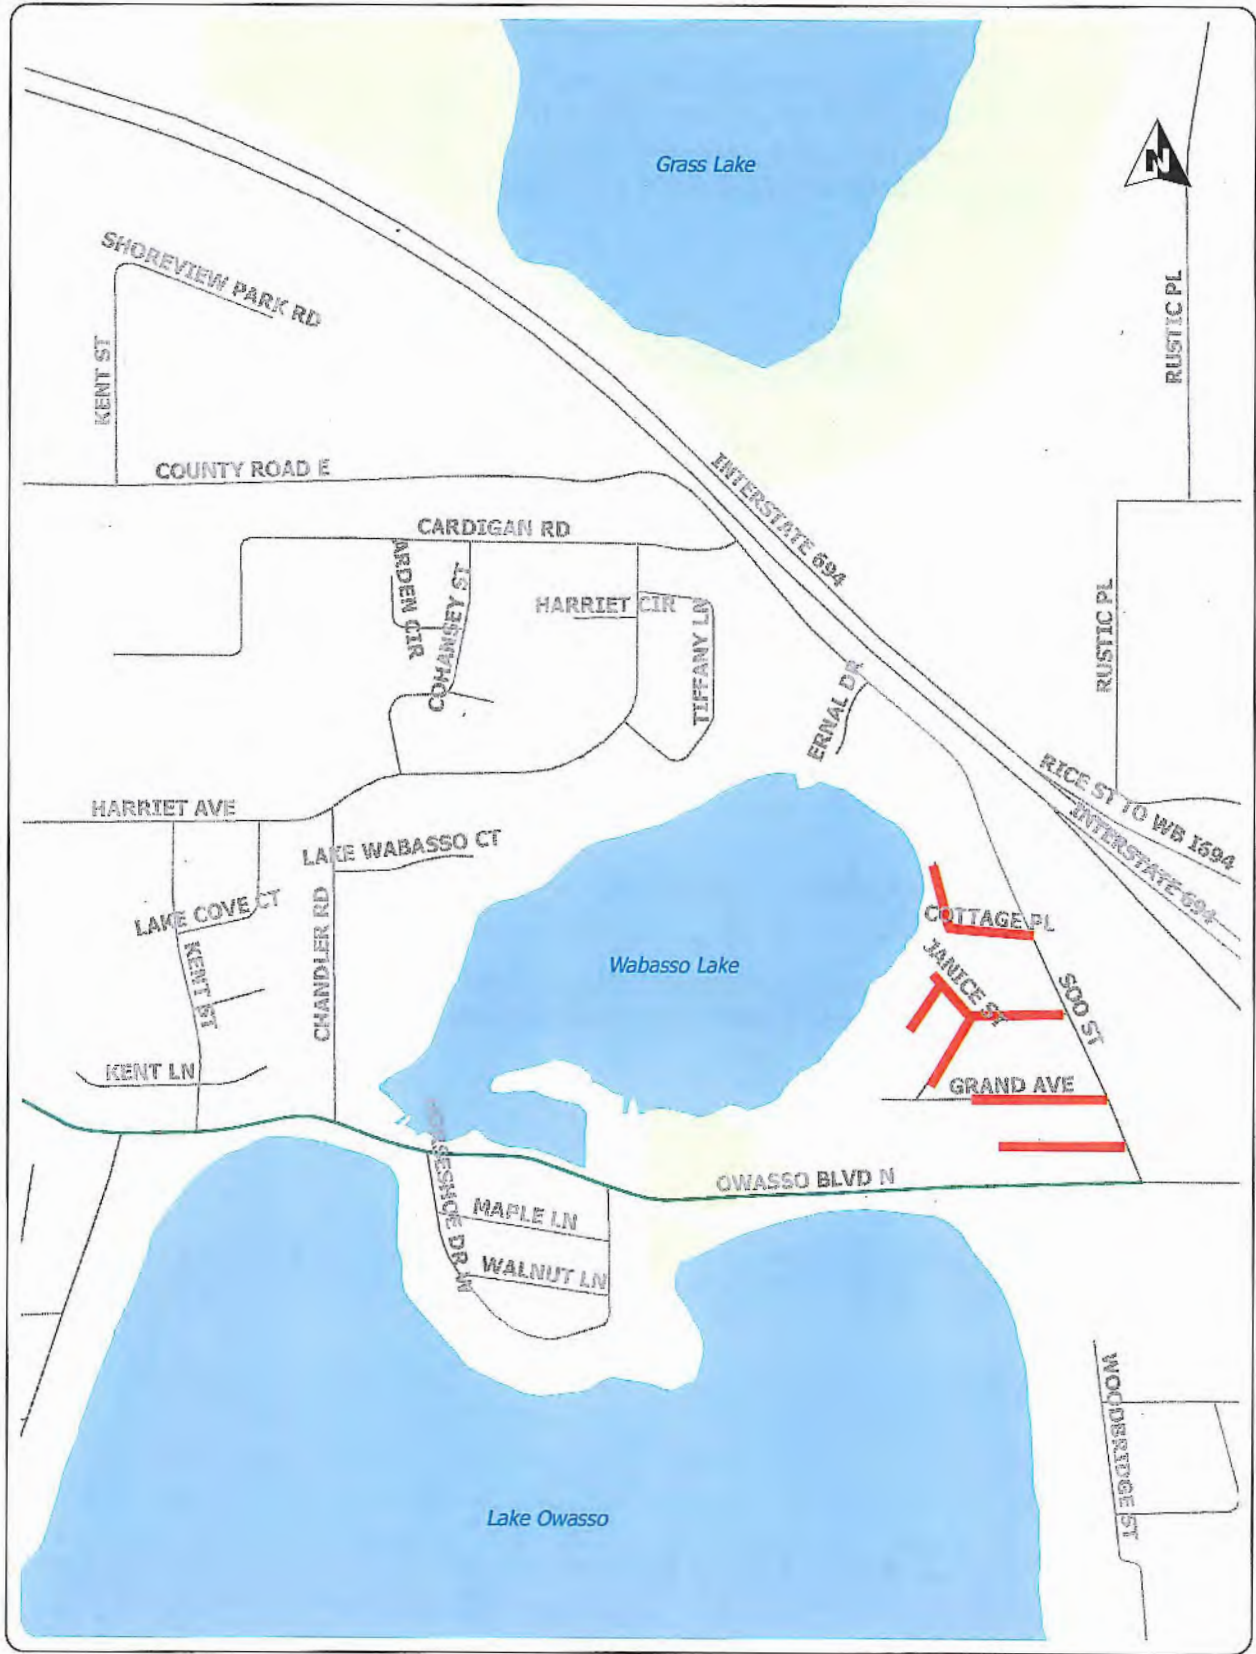 Grass Lake
N
SHOREVIEW PARK RD
RUSTIC PL
KENT ST
COUNTY ROAD E
INTERSTATE 694
CARDIGAN RD
ARDEN CIR
COHANSEY ST
HARRIET CIR
TIFFANY LN
RUSTIC PL
ERNAL DR
RICE ST TO WB I694
INTERSTATE 694
HARRIET AVE
LAKE WABASSO CT
LAKE COVE CT
CHANDLER RD
KENT ST
COTTAGE PL
JANICE ST
Wabasso Lake
SOO ST
KENT LN
GRAND AVE
OWASSO BLVD N
MAPLE LN
WALNUT LN
DR W
WOODBRIDGE ST
Lake Owasso